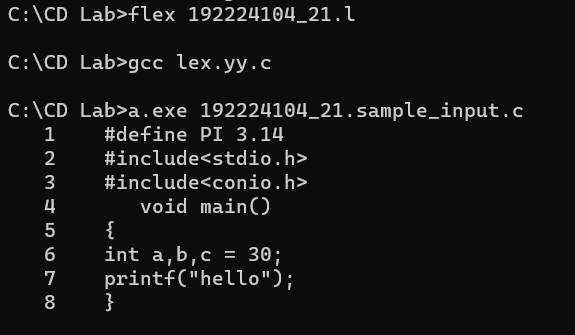 C:\CD Lab>flex 192224104_21.l
C:\CD Lab>gcc lex.yy.c
C:\CD Lab>a.exe 192224104_21.sample_input.c
1 #define PI 3.14
2 #include<stdio.h>
3 #include<conio.h>
4 void main()
5 {
6 int a,b,c = 30;
7 printf("hello");
8 }